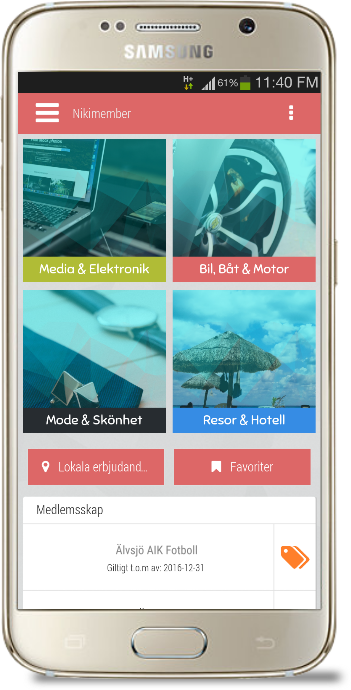 SAMSUNG
H+ 61% 11:40 PM
Nikimember
Media & Elektronik
Bil, Båt & Motor
Mode & Skönhet
Resor & Hotell
Lokala erbjudand...
Favoriter
Medlemsskap
Älvsjö AIK Fotboll
Giltigt t.o.m av: 2016-12-31